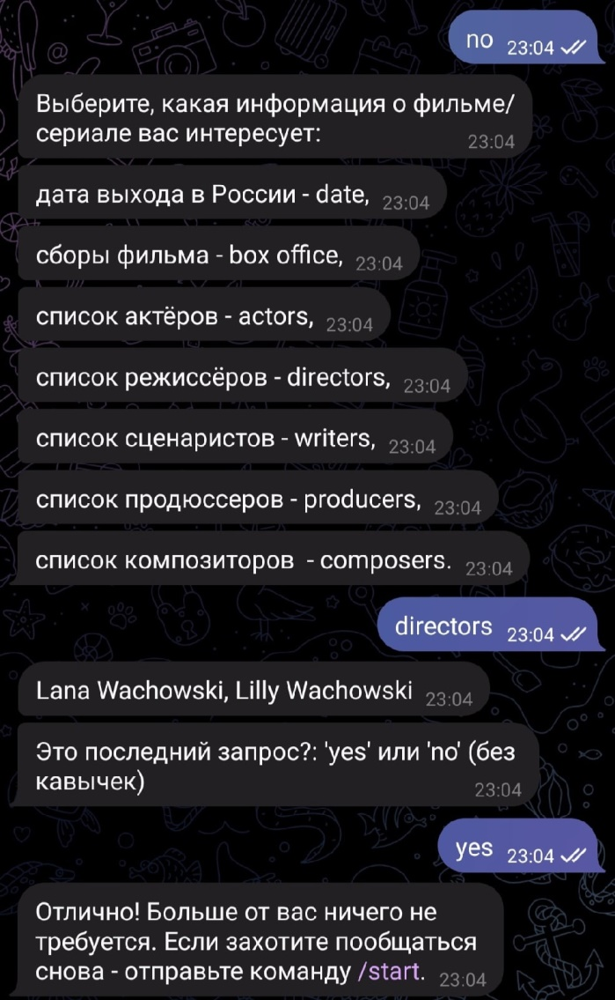 no 23:04
Выберите, какая информация о фильме/
сериале вас интересует: 23:04
дата выхода в России - date, 23:04
сборы фильма - box office, 23:04
список актёров - actors, 23:04
список режиссёров - directors, 23:04
список сценаристов - writers, 23:04
список продюссеров - producers, 23:04
список композиторов - composers. 23:04
directors 23:04
Lana Wachowski, Lilly Wachowski 23:04
Это последний запрос?: 'yes' или 'no' (без
кавычек) 23:04
yes 23:04
Отлично! Больше от вас ничего не
требуется. Если захотите пообщаться
снова - отправьте команду /start. 23:04